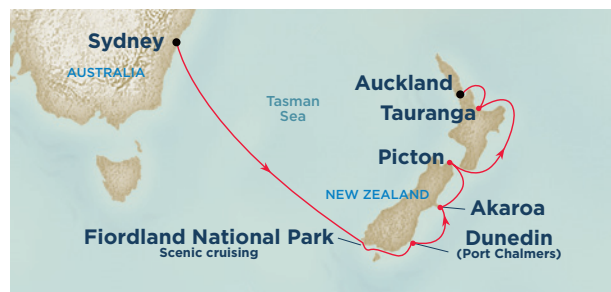 Sydney
AUSTRALIA
Auckland
Tasman
Sea
Tauranga
Picton
NEW ZEALAND
Akaroa
Fiordland National Park
Scenic cruising
Dunedin
(Port Chalmers)